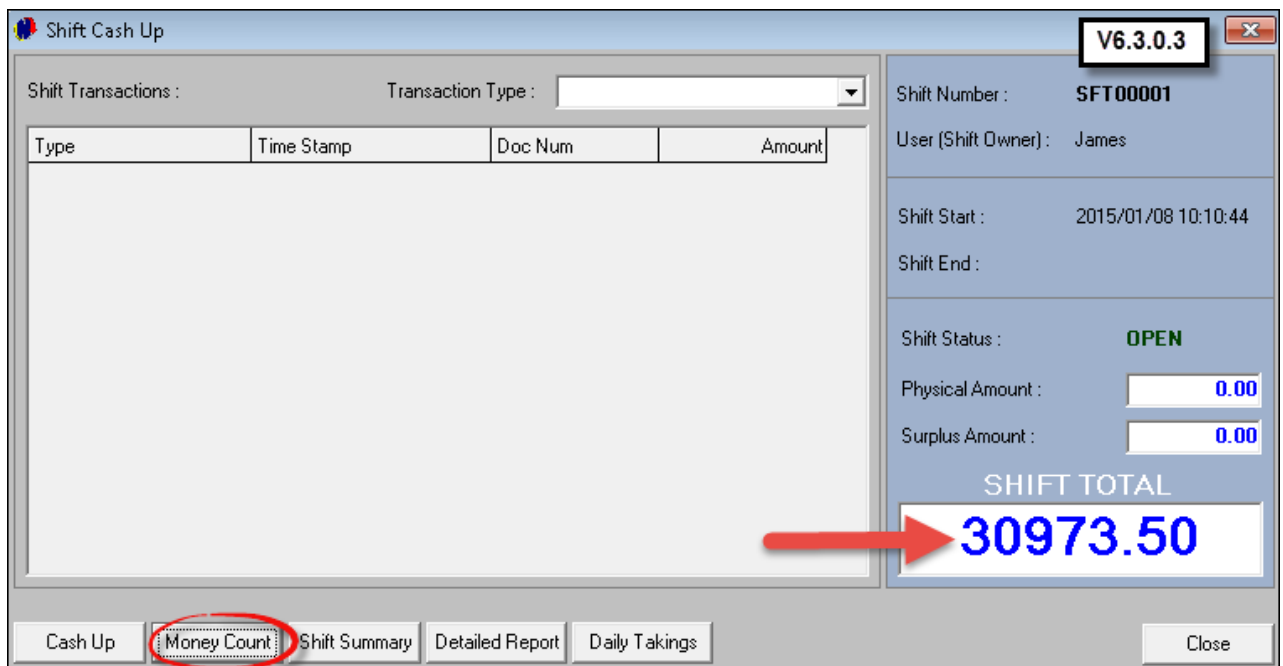 Shift Cash Up
V6.3.0.3
Shift Transactions :
Transaction Type :
Type Time Stamp Doc Num Amount
Shift Number : SFT00001
User (Shift Owner) : James
Shift Start : 2015/01/08 10:10:44
Shift End :
Shift Status : OPEN
Physical Amount : 0.00
Surplus Amount : 0.00
SHIFT TOTAL
30973.50
Cash Up Money Count Shift Summary Detailed Report Daily Takings Close